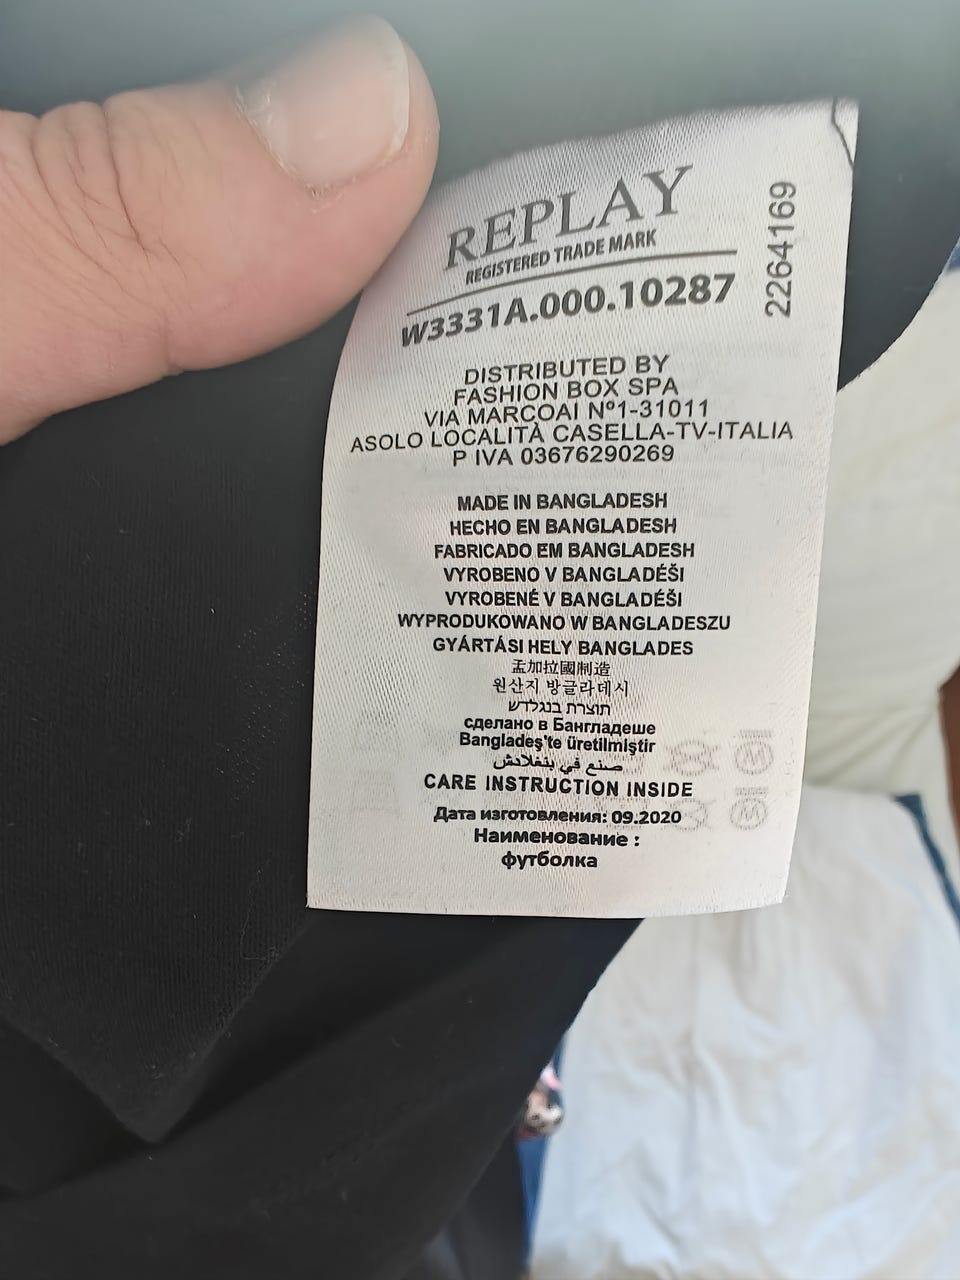 REPLAY
REGISTERED TRADE MARK
W3331A.000.10287
2264169
DISTRIBUTED BY
FASHION BOX SPA
VIA MARCOAI Nº1-31011
ASOLO LOCALITÀ CASELLA-TV-ITALIA
P IVA 03676290269
MADE IN BANGLADESH
HECHO EN BANGLADESH
FABRICADO EM BANGLADESH
VYROBENO V BANGLADÉŠI
VYROBENÉ V BANGLADÉŠI
WYPRODUKOWANO W BANGLADESZU
GYÁRTÁSI HELY BANGLADES
孟加拉國制造
원산지 방글라데시
תוצרת בנגלדש
сделано в Бангладеше
Bangladeş'te üretilmiştir
صنع في بنغلادش
CARE INSTRUCTION INSIDE
Дата изготовления: 09.2020
Наименование :
футболка